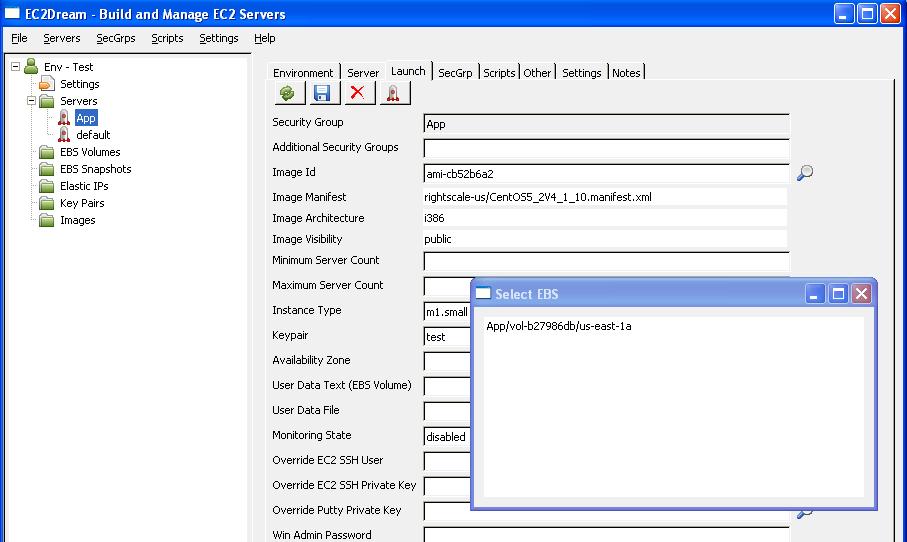 EC2Dream - Build and Manage EC2 Servers
File Servers SecGrps Scripts Settings Help
Env - Test
Settings
Servers
App
default
EBS Volumes
EBS Snapshots
Elastic IPs
Key Pairs
Images
Environment Server Launch SecGrp Scripts Other Settings Notes
Security Group App
Additional Security Groups
Image Id ami-cb52b6a2
Image Manifest rightscale-us/CentOS5_2V4_1_10.manifest.xml
Image Architecture i386
Image Visibility public
Minimum Server Count
Maximum Server Count
Instance Type m1.small
Keypair test
Availability Zone
User Data Text (EBS Volume)
User Data File
Monitoring State disabled
Override EC2 SSH User
Override EC2 SSH Private Key
Override Putty Private Key
Win Admin Password
Select EBS
App/vol-b27986db/us-east-1a